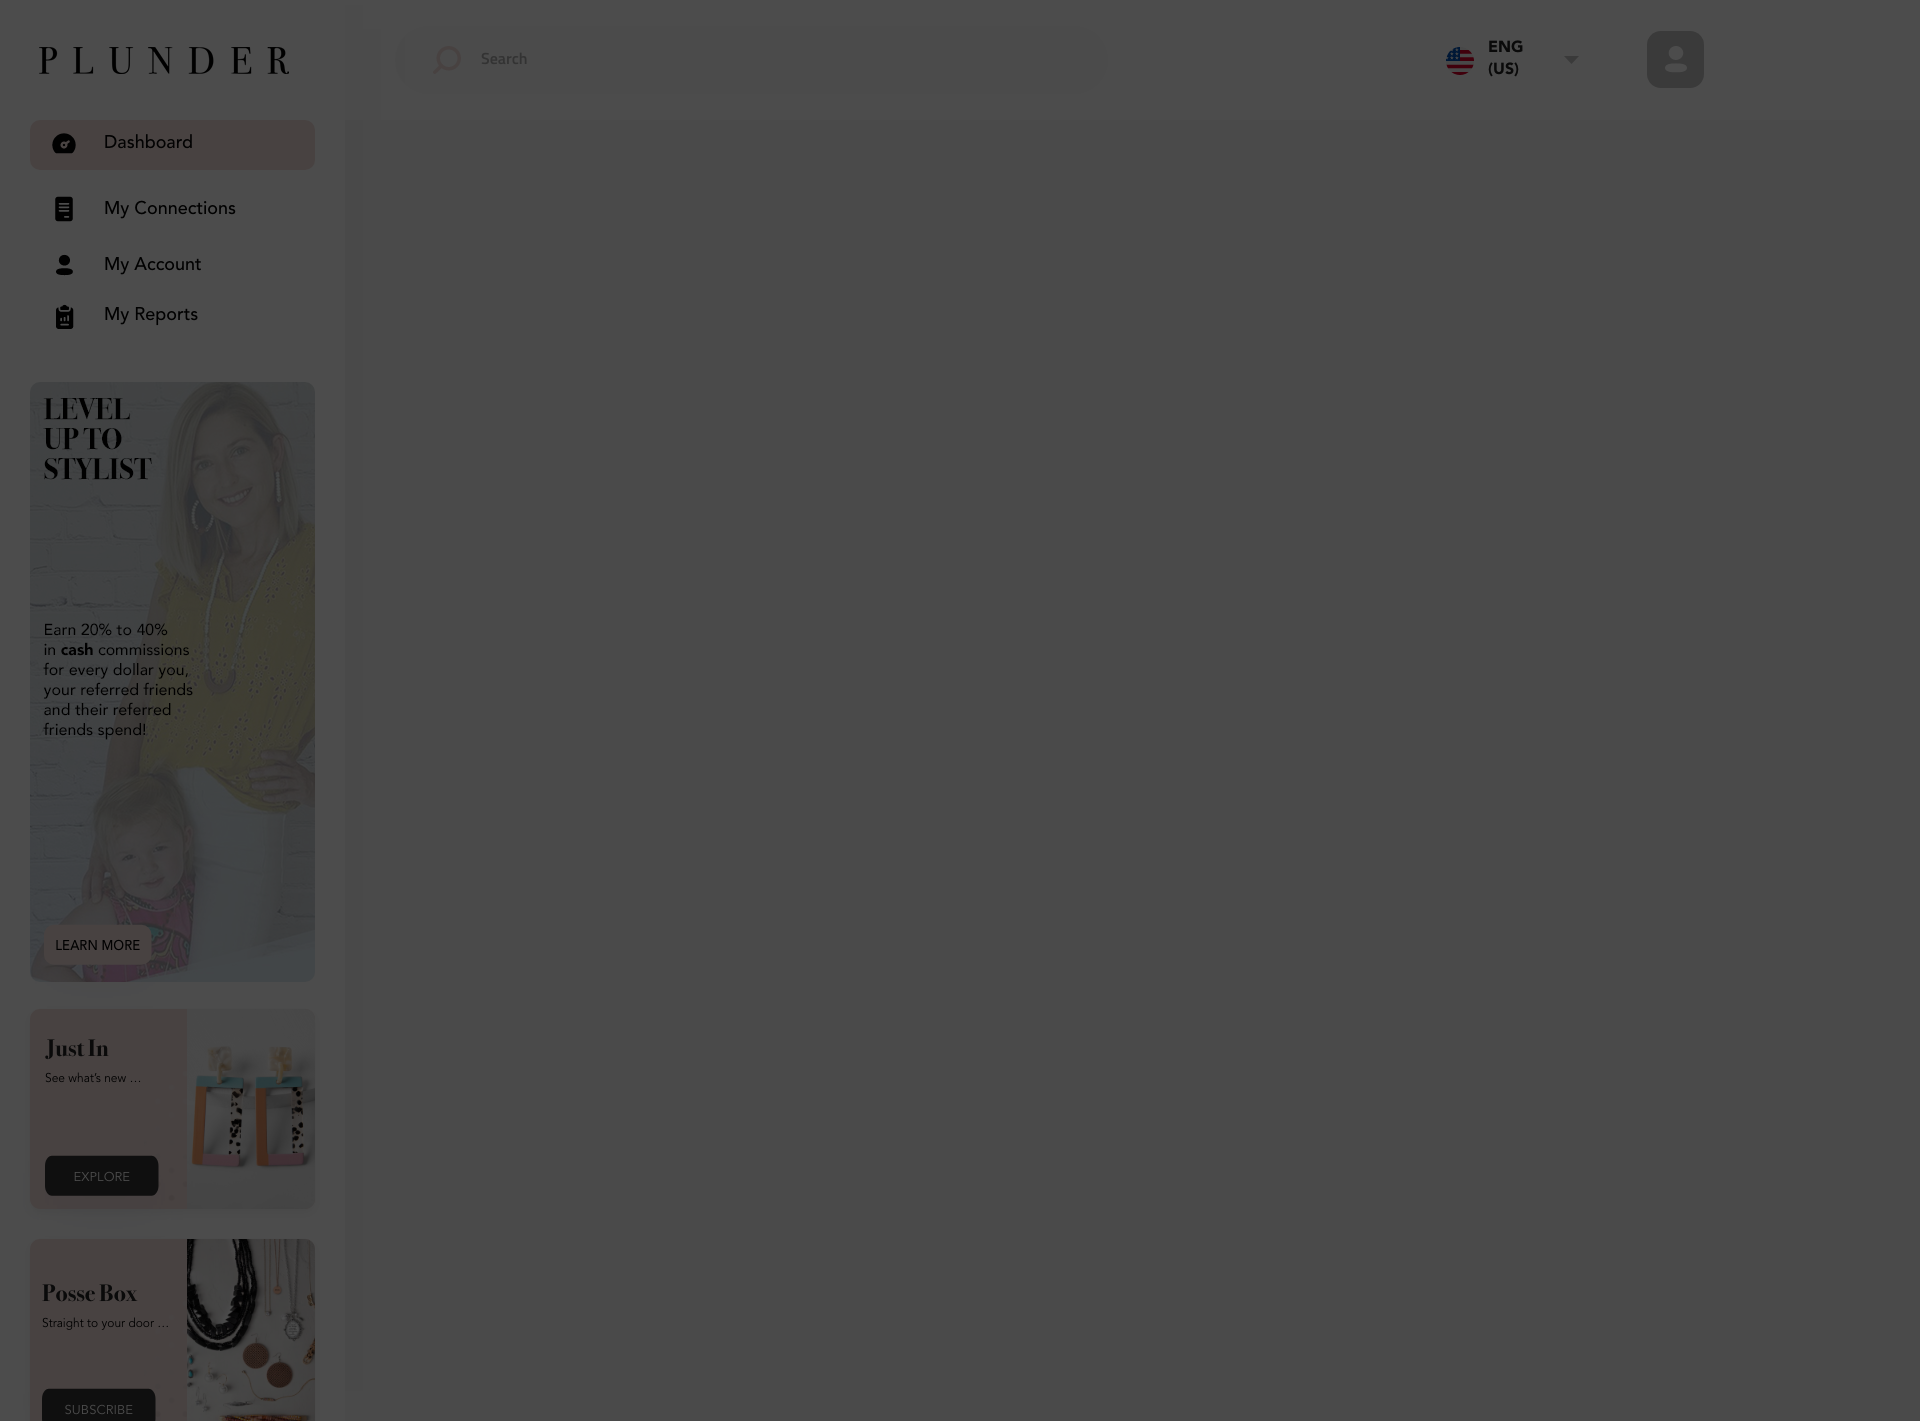 PLUNDER
Search
ENG
(US)
Dashboard
My Connections
My Account
My Reports
LEVEL
UP TO
STYLIST
Earn 20% to 40%
in cash commissions
for every dollar you,
your referred friends
and their referred
friends spend!
LEARN MORE
Just In
See what's new ...
EXPLORE
Posse Box
Straight to your door ...
SUBSCRIBE